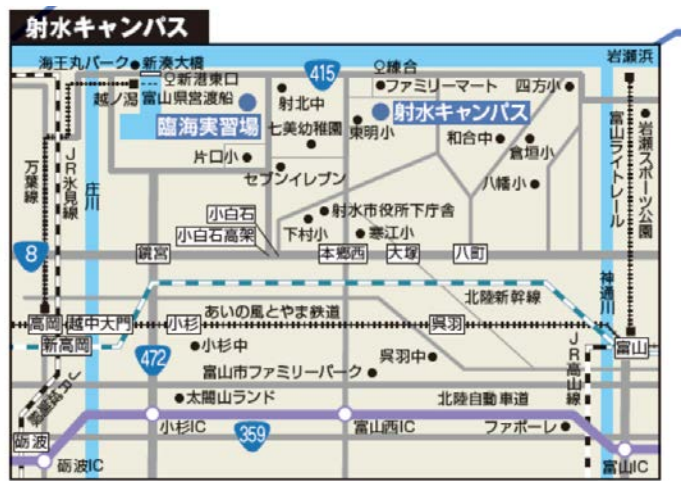 射水キャンパス
海王丸パーク
新湊大橋
415
練合
岩瀬浜
新港東口
ファミリーマート
四方小
越ノ潟
富山県営渡船
射北中
射水キャンパス
臨海実習場
七美幼稚園
東明小
和合中
倉垣小
岩瀬スポーツ公園
富山ライトレール
万葉線
JR氷見線
庄川
片口小
セブンイレブン
八幡小
小白石
射水市役所下庁舎
下村小
寒江小
小白石高架
8
鏡宮
本郷西
大塚
八町
神通川
北陸新幹線
あいの風とやま鉄道
高岡
越中大門
小杉
呉羽
新高岡
小杉中
呉羽中
富山
JR高山線
472
富山市ファミリーパーク
JR城端線
太閤山ランド
北陸自動車道
砺波
小杉IC
359
富山西IC
ファボーレ
砺波IC
富山IC